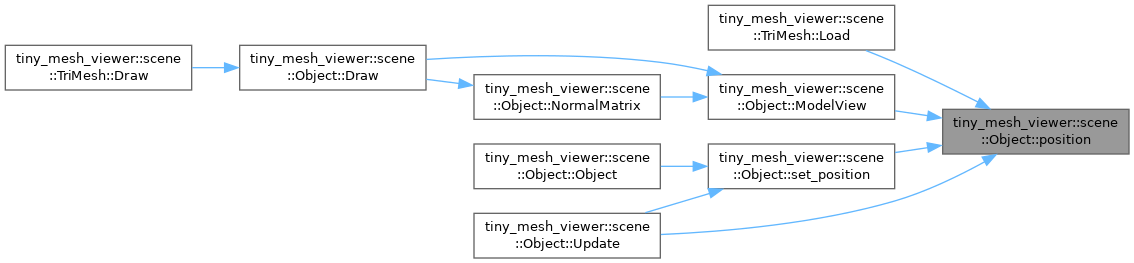 tiny_mesh_viewer::scene
::TriMesh::Draw
tiny_mesh_viewer::scene
::Object::Draw
tiny_mesh_viewer::scene
::Object::NormalMatrix
tiny_mesh_viewer::scene
::Object::Object
tiny_mesh_viewer::scene
::Object::Update
tiny_mesh_viewer::scene
::TriMesh::Load
tiny_mesh_viewer::scene
::Object::ModelView
tiny_mesh_viewer::scene
::Object::set_position
tiny_mesh_viewer::scene
::Object::position